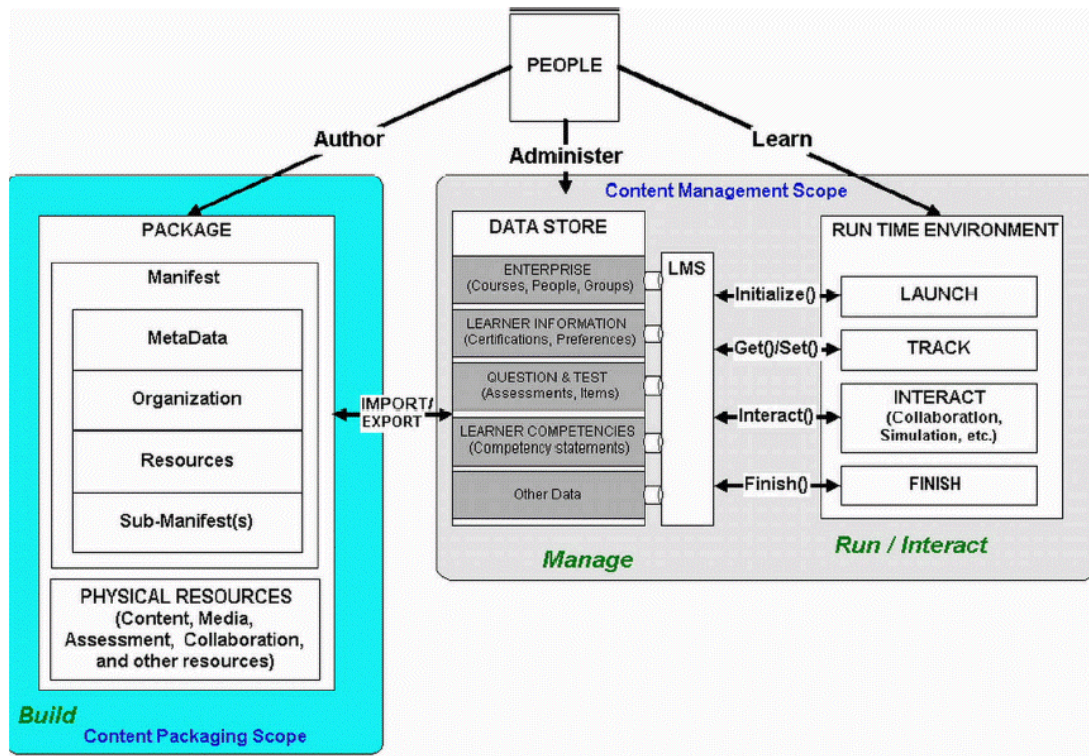 PEOPLE
Author
Administer
Learn
Content Management Scope
PACKAGE
Manifest
MetaData
Organization
Resources
Sub-Manifest(s)
PHYSICAL RESOURCES
(Content, Media,
Assessment, Collaboration,
and other resources)
Build
Content Packaging Scope
IMPORT/
EXPORT
DATA STORE
ENTERPRISE
(Courses, People, Groups)
LEARNER INFORMATION
(Certifications, Preferences)
QUESTION & TEST
(Assessments, Items)
LEARNER COMPETENCIES
(Competency statements)
Other Data
Manage
LMS
Initialize()
Get()/Set()
Interact()
Finish()
RUN TIME ENVIRONMENT
LAUNCH
TRACK
INTERACT
(Collaboration,
Simulation, etc.)
FINISH
Run / Interact